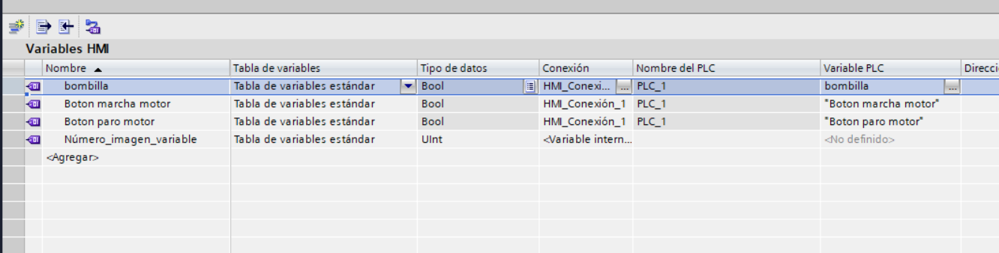 Variables HMI
Nombre Tabla de variables Tipo de datos Conexión Nombre del PLC Variable PLC Direcci
bombilla Tabla de variables estándar Bool HMI_Conexi... ... PLC_1 bombilla ...
Boton marcha motor Tabla de variables estándar Bool HMI_Conexión_1 PLC_1 "Boton marcha motor"
Boton paro motor Tabla de variables estándar Bool HMI_Conexión_1 PLC_1 "Boton paro motor"
Número_imagen_variable Tabla de variables estándar UInt <Variable intern... <No definido>
<Agregar>